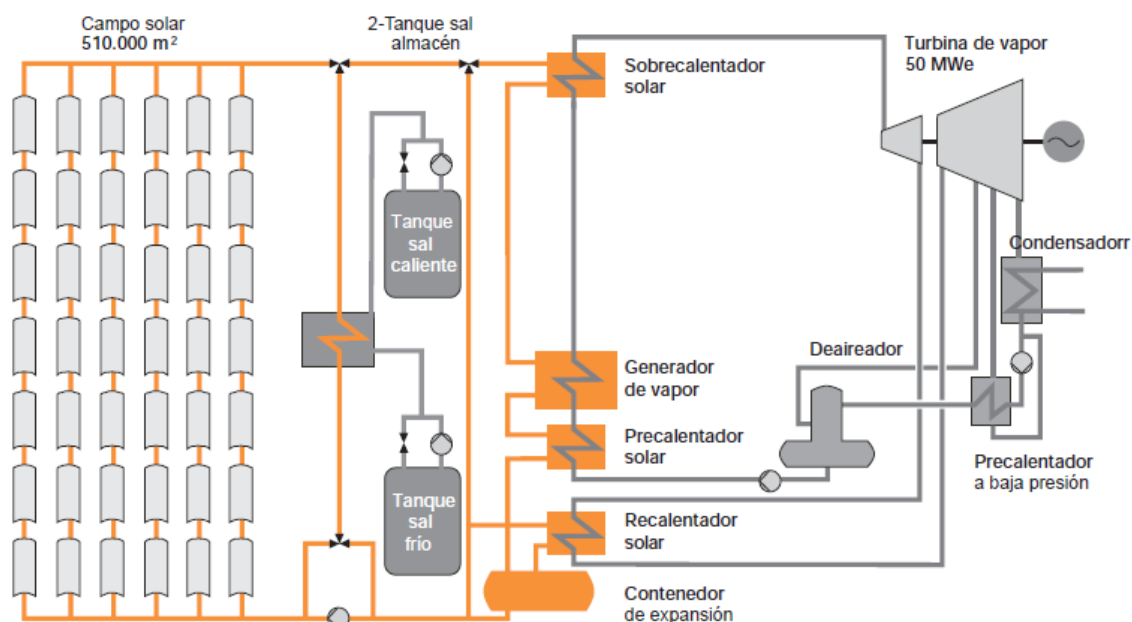 Campo solar
510.000 m²
2-Tanque sal
almacén
Sobrecalentador
solar
Turbina de vapor
50 MWe
Tanque
sal
caliente
Condensadorr
Deaireador
Generador
de vapor
Precalentador
solar
Precalentador
a baja presión
Tanque
sal
frío
Recalentador
solar
Contenedor
de expansión